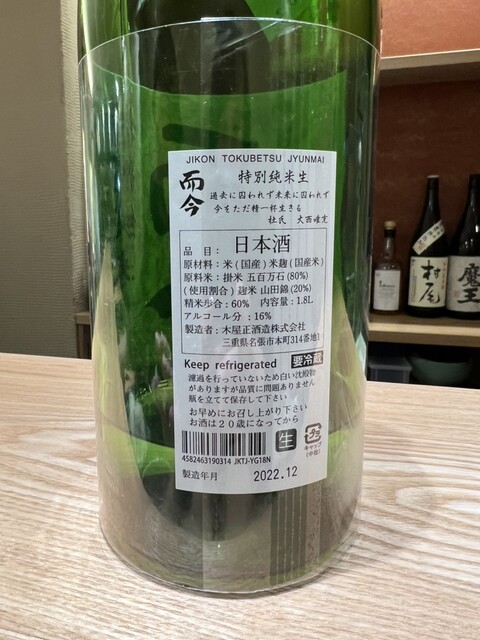 JIKON TOKUBETSU JYUNMAI
而今
特別純米生
過去に囚われず未来に囚われず
今をただ精一杯生きる
杜氏 大西唯克
品目: 日本酒
原材料:米(国産)米麹(国産米)
原料米:掛米 五百万石(80%)
(使用割合)麹米 山田錦(20%)
精米歩合:60% 内容量:1.8L
アルコール分 :16%
製造者:木屋正酒造株式会社
三重県名張市本町314番地1
Keep refrigerated 要冷蔵
濾過を行っていないため白い沈殿物
がありますが品質に問題ありません
瓶を立てて保存して下さい
お早めにお召し上がり下さい
お酒は20歳になってから
生
キャップ
(中栓)
4582463190314 JKTJ-YG18N
製造年月 2022.12
村尾
魔王